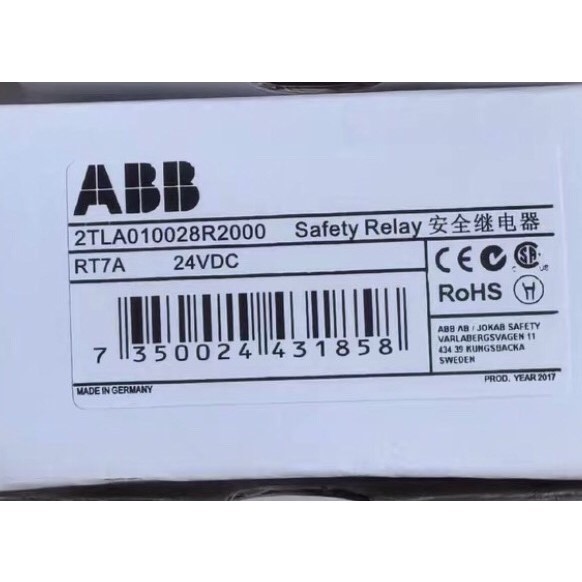 ABB
2TLA010028R2000 Safety Relay 安全继电器
RT7A 24VDC
CE
RoHS
7 350024 431858
ABB AB / JOKAB SAFETY
VARLABERGSVAGEN 11
434 39 KUNGSBACKA
SWEDEN
MADE IN GERMANY
PROD. YEAR 2017